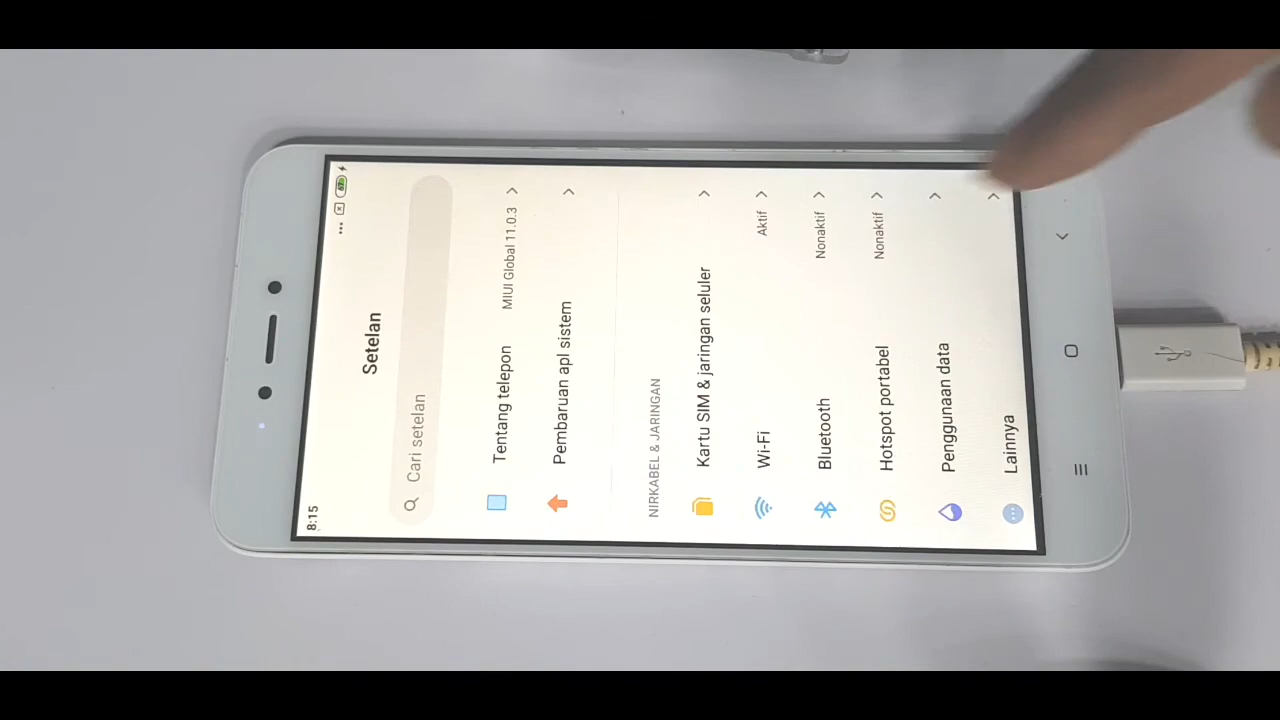 8:15
67
Setelan
Cari setelan
Tentang telepon MIUI Global 11.0.3
Pembaruan apl sistem
NIRKABEL & JARINGAN
Kartu SIM & jaringan seluler
Wi-Fi Aktif
Bluetooth Nonaktif
Hotspot portabel Nonaktif
Penggunaan data
Lainnya